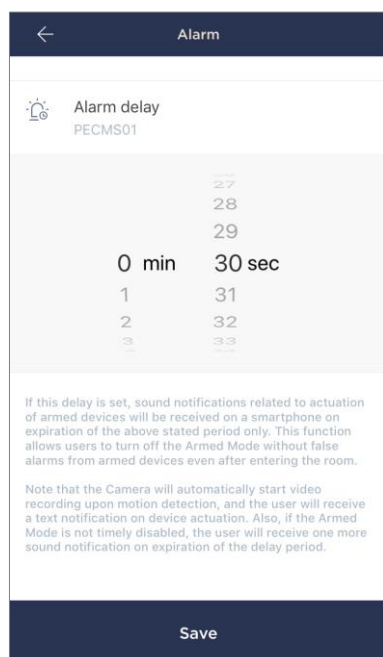 Alarm
Alarm delay
PECMS01
27
28
29
0 min 30 sec
1 31
2 32
3 33
If this delay is set, sound notifications related to actuation
of armed devices will be received on a smartphone on
expiration of the above stated period only. This function
allows users to turn off the Armed Mode without false
alarms from armed devices even after entering the room.
Note that the Camera will automatically start video
recording upon motion detection, and the user will receive
a text notification on device actuation. Also, if the Armed
Mode is not timely disabled, the user will receive one more
sound notification on expiration of the delay period.
Save